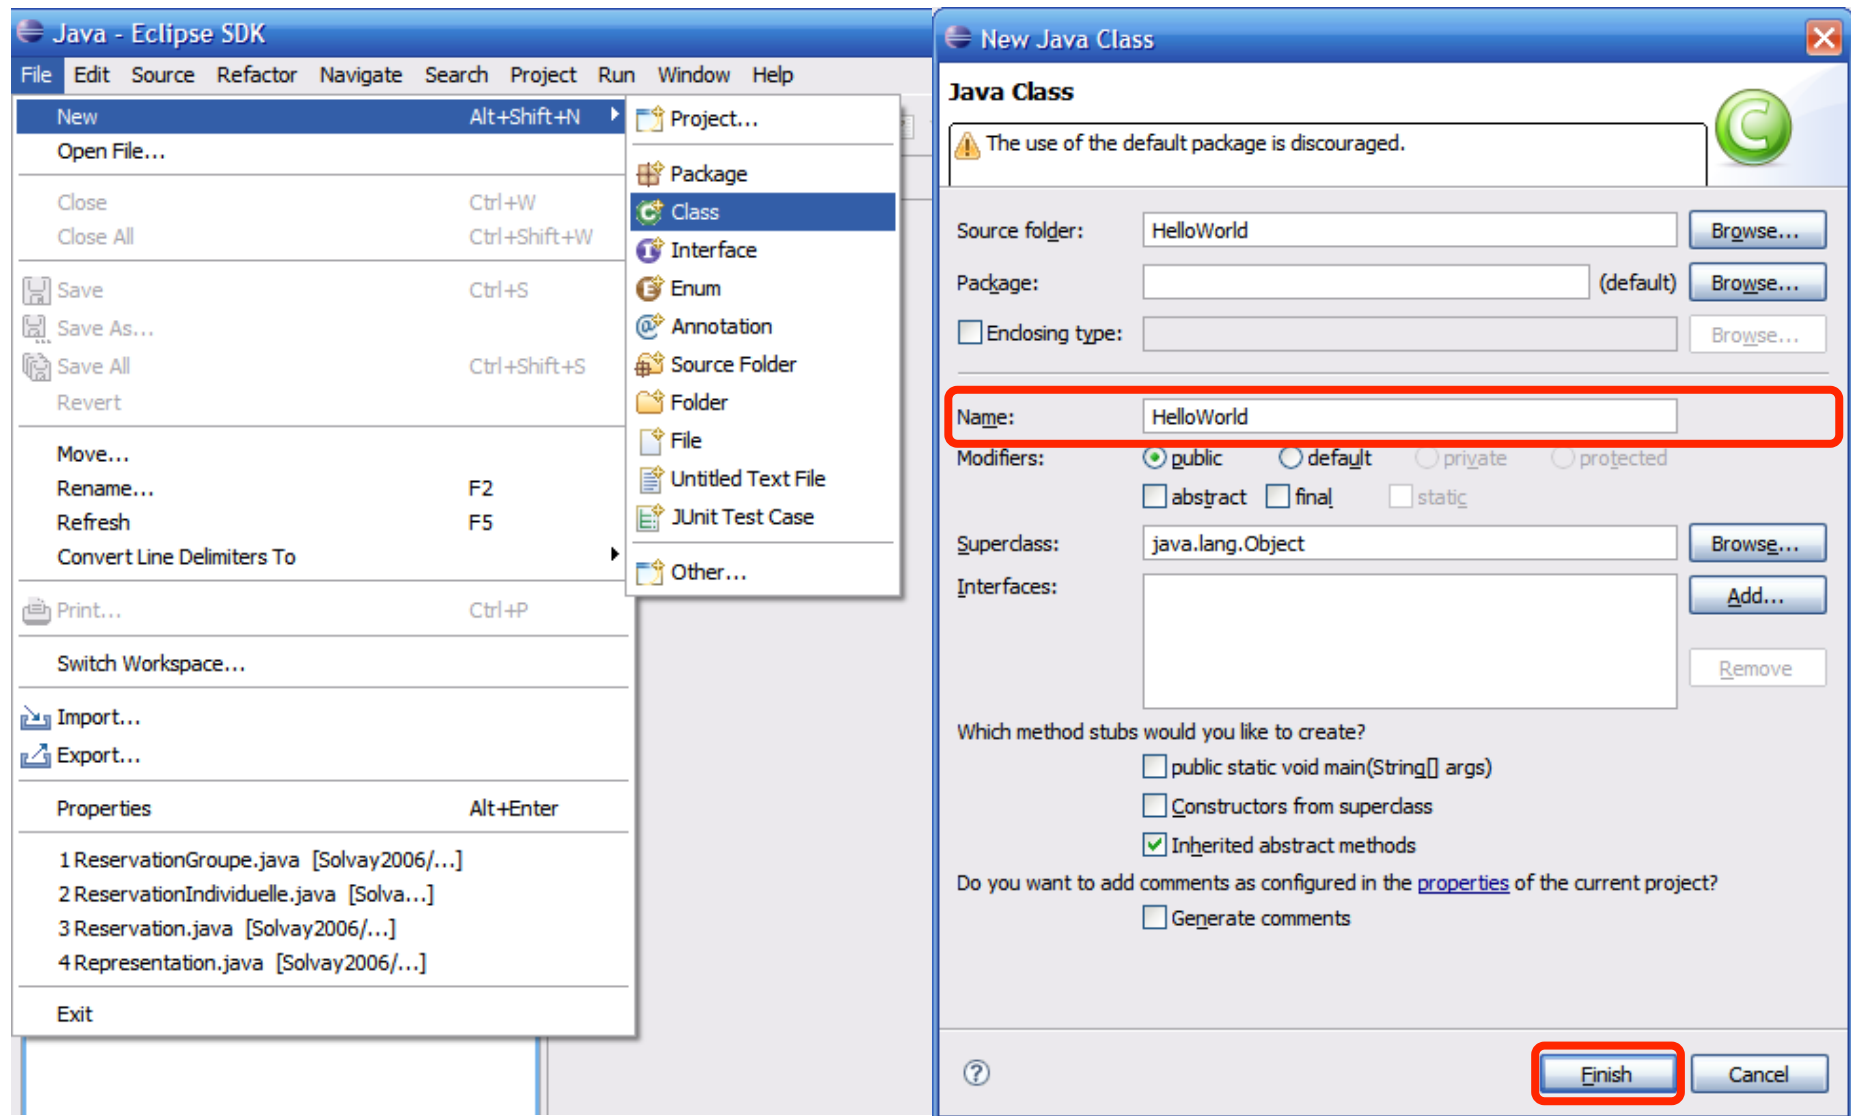 Java - Eclipse SDK
File Edit Source Refactor Navigate Search Project Run Window Help
New Alt+Shift+N
Open File...
Close Ctrl+W
Close All Ctrl+Shift+W
Save Ctrl+S
Save As...
Save All Ctrl+Shift+S
Revert
Move...
Rename... F2
Refresh F5
Convert Line Delimiters To
Print... Ctrl+P
Switch Workspace...
Import...
Export...
Properties Alt+Enter
1 ReservationGroupe.java [Solvay2006/...]
2 ReservationIndividuelle.java [Solva...]
3 Reservation.java [Solvay2006/...]
4 Representation.java [Solvay2006/...]
Exit
Project...
Package
Class
Interface
Enum
Annotation
Source Folder
Folder
File
Untitled Text File
JUnit Test Case
Other...
New Java Class
Java Class
The use of the default package is discouraged.
Source folder: HelloWorld Browse...
Package: (default) Browse...
Enclosing type: Browse...
Name: HelloWorld
Modifiers: public default private protected
abstract final static
Superclass: java.lang.Object Browse...
Interfaces: Add...
Remove
Which method stubs would you like to create?
public static void main(String[] args)
Constructors from superclass
Inherited abstract methods
Do you want to add comments as configured in the properties of the current project?
Generate comments
? Finish Cancel